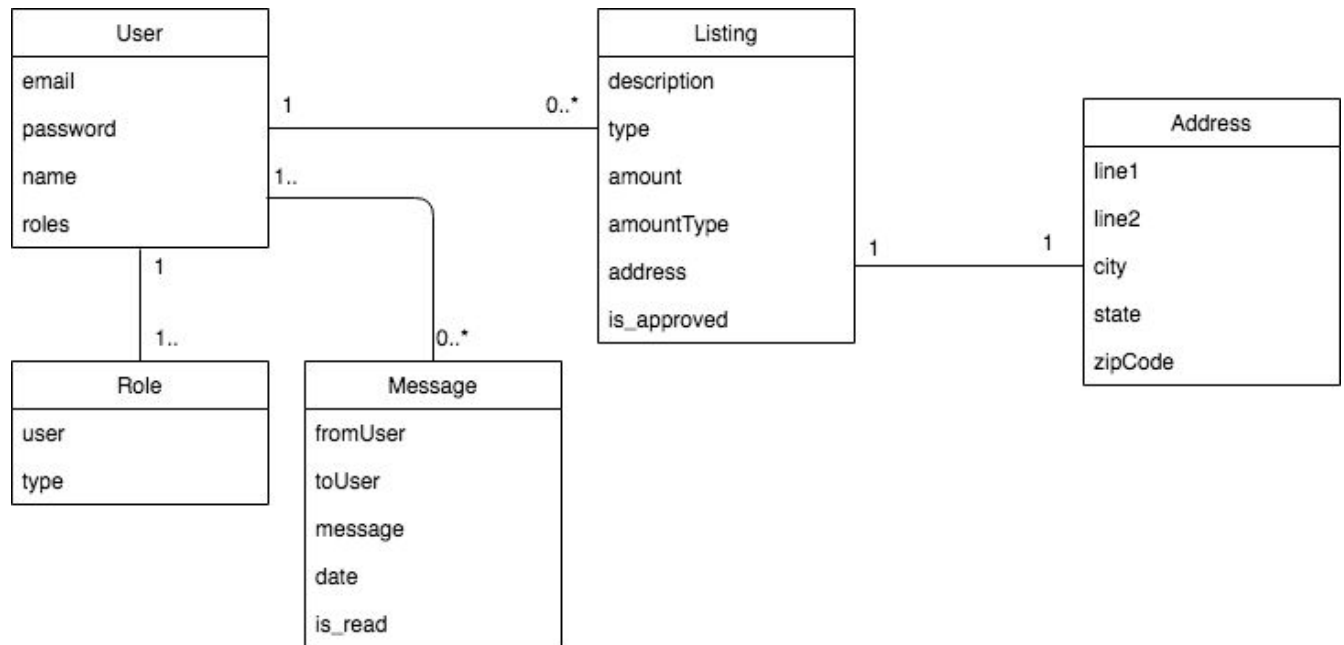 User
email
password
name
roles
1
0..*
1..
1
1..
Listing
description
type
amount
amountType
address
is_approved
1
1
Address
line1
line2
city
state
zipCode
Role
user
type
0..*
Message
fromUser
toUser
message
date
is_read